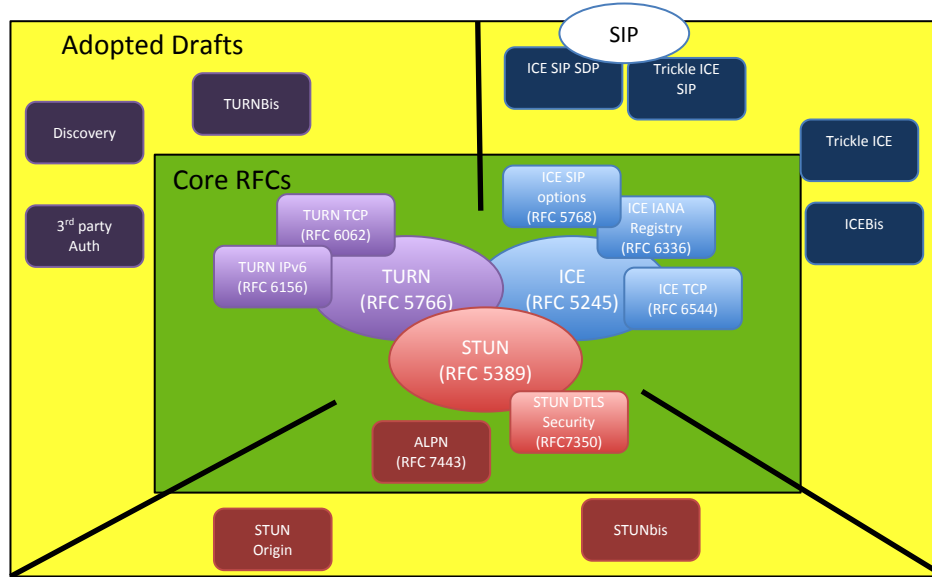 SIP
Adopted Drafts
ICE SIP SDP
Trickle ICE
SIP
TURNBis
Discovery
Trickle ICE
Core RFCs
ICE SIP
options
(RFC 5768)
3rd party
Auth
TURN TCP
(RFC 6062)
ICE IANA
Registry
(RFC 6336)
ICEBis
TURN IPv6
(RFC 6156)
TURN
(RFC 5766)
ICE
(RFC 5245)
ICE TCP
(RFC 6544)
STUN
(RFC 5389)
STUN DTLS
Security
(RFC7350)
ALPN
(RFC 7443)
STUN
Origin
STUNbis